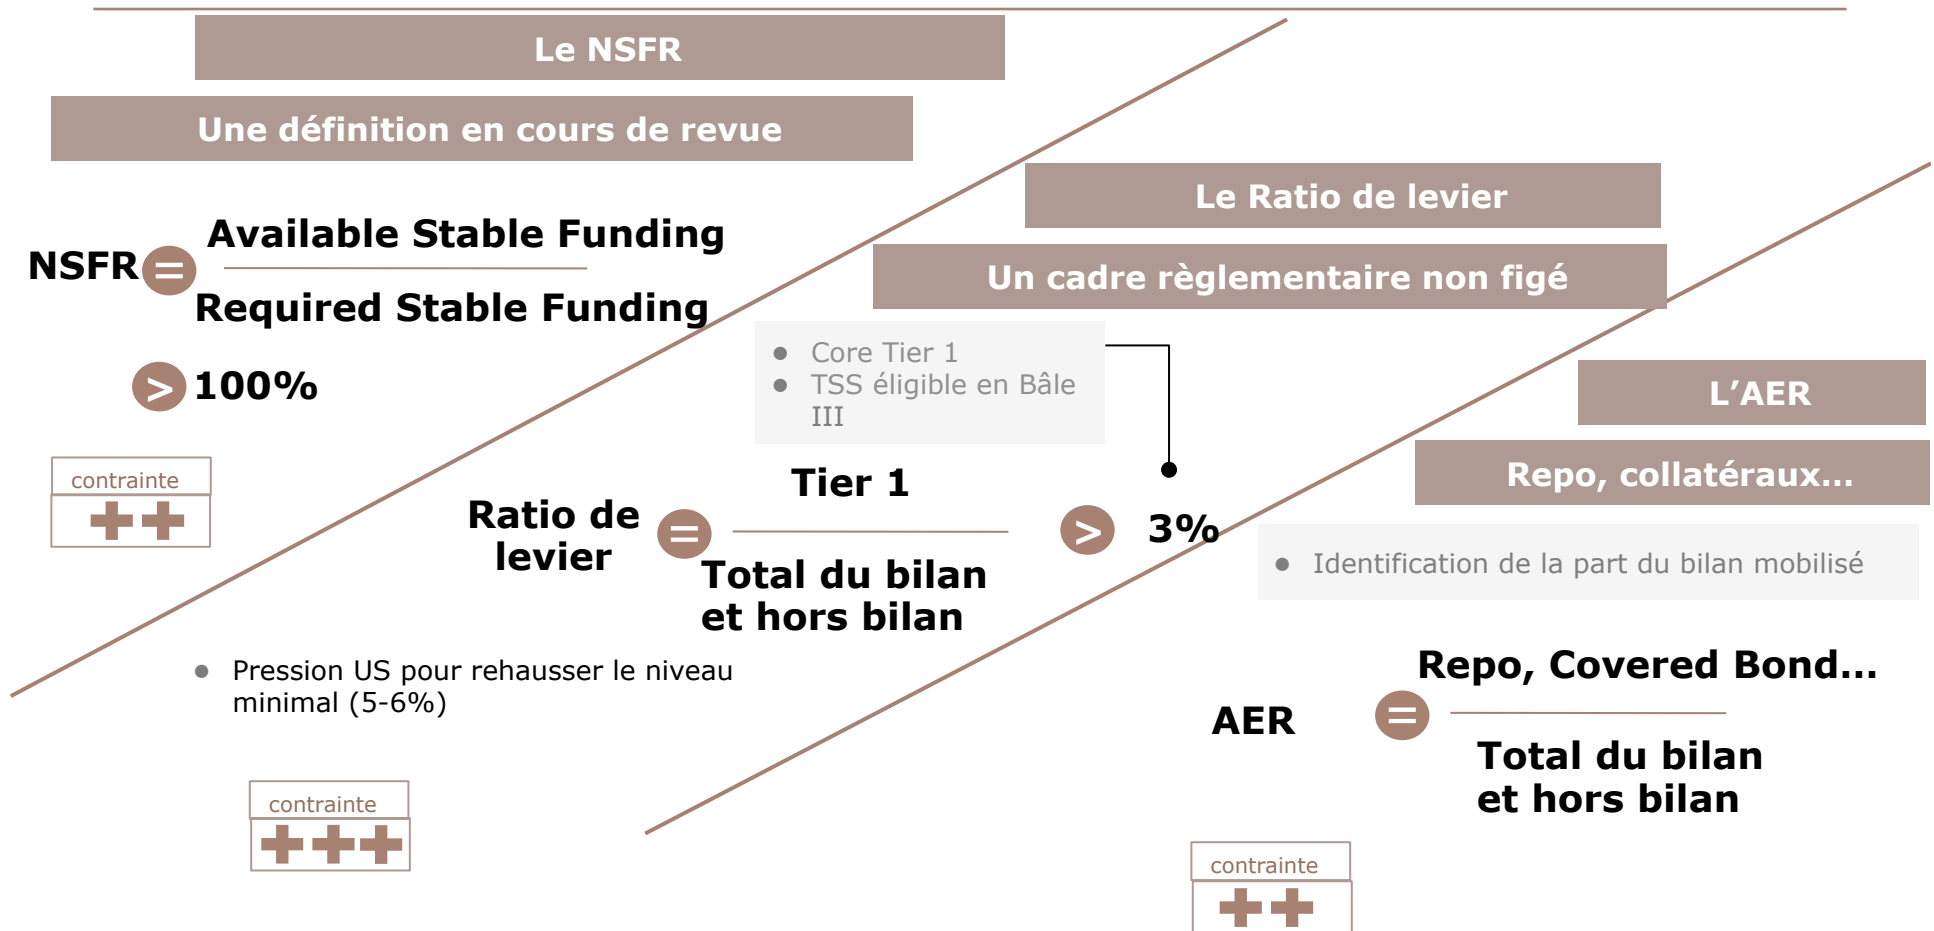 Le NSFR
Une définition en cours de revue
NSFR = Available Stable Funding
Required Stable Funding
> 100%
contrainte
++
Le Ratio de levier
Un cadre règlementaire non figé
● Core Tier 1
● TSS éligible en Bâle
III
Ratio de
levier
=
Tier 1
Total du bilan
et hors bilan
> 3%
● Pression US pour rehausser le niveau
minimal (5-6%)
contrainte
+++
L’AER
Repo, collatéraux...
● Identification de la part du bilan mobilisé
AER =
Repo, Covered Bond...
Total du bilan
et hors bilan
contrainte
++